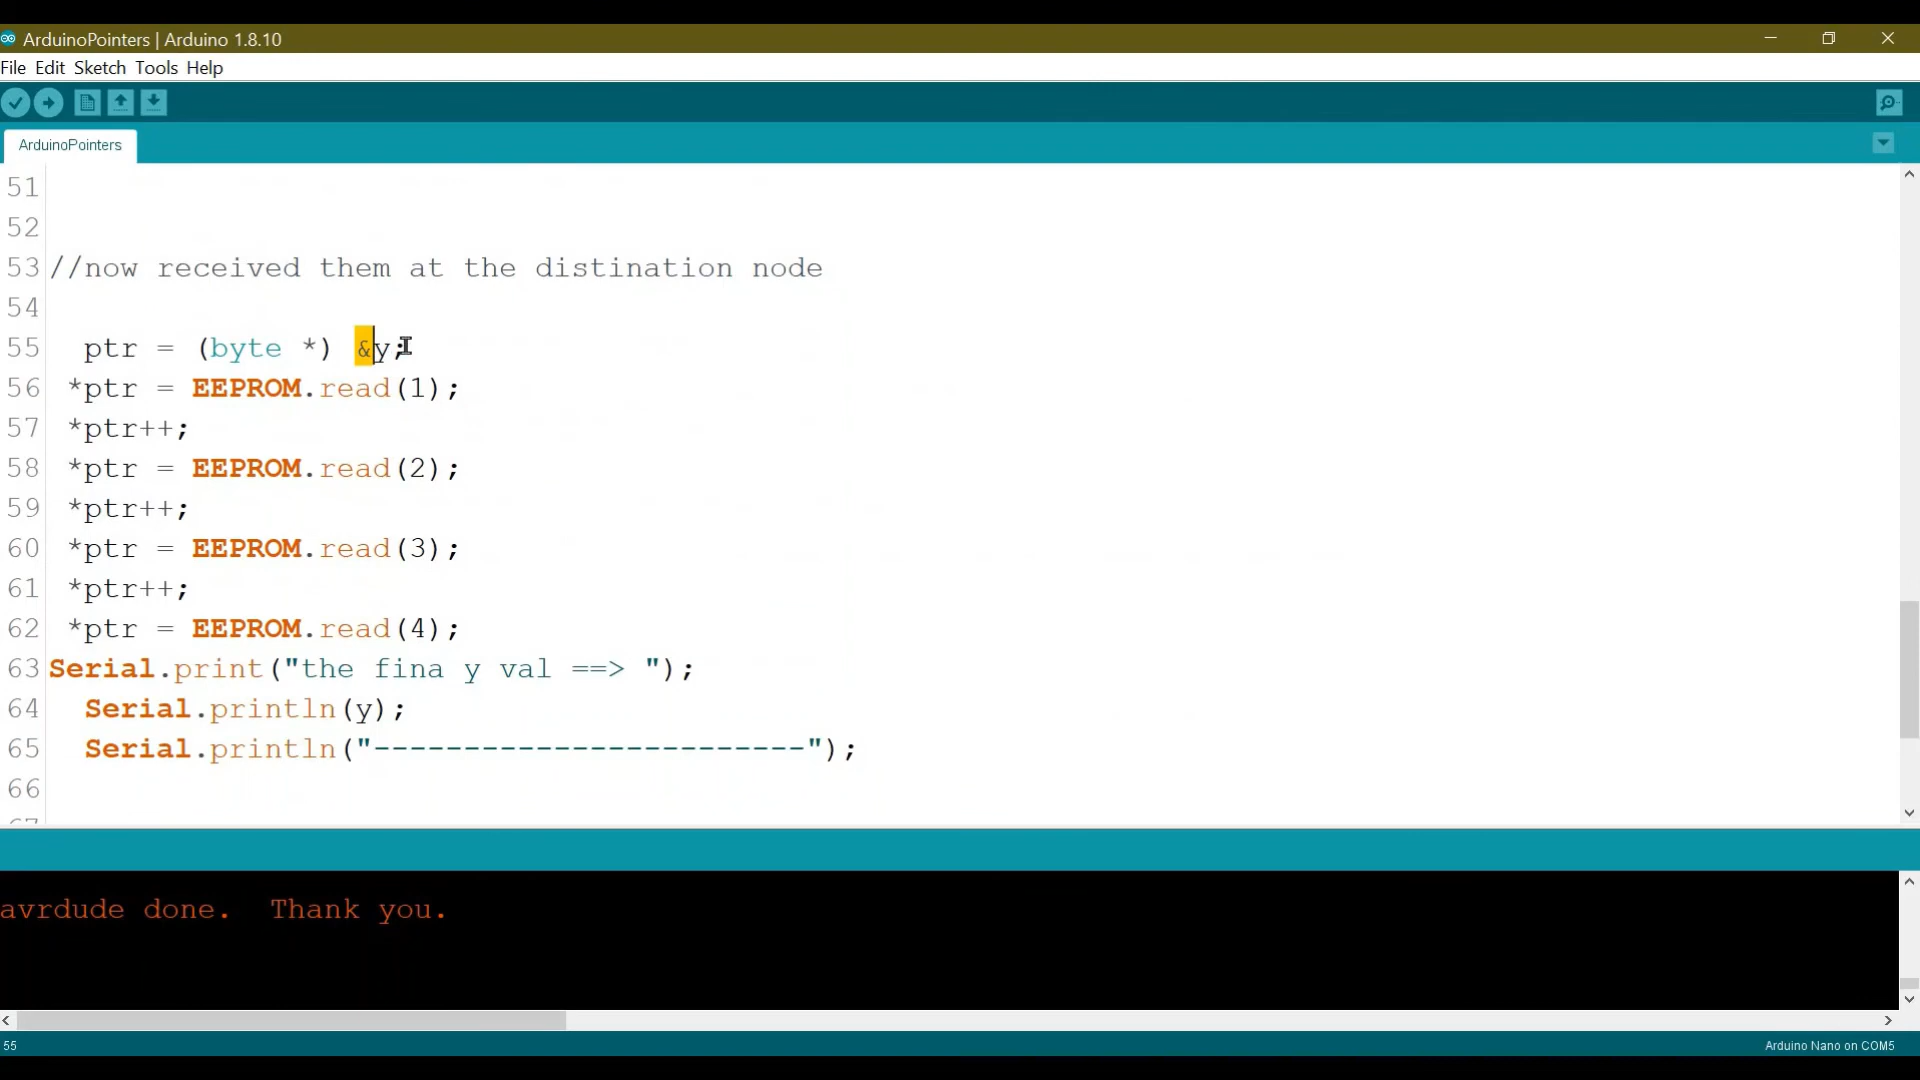 ArduinoPointers | Arduino 1.8.10
File Edit Sketch Tools Help
ArduinoPointers
51
52
53 //now received them at the distination node
54
55 ptr = (byte *) &y;
56 *ptr = EEPROM.read(1);
57 *ptr++;
58 *ptr = EEPROM.read(2);
59 *ptr++;
60 *ptr = EEPROM.read(3);
61 *ptr++;
62 *ptr = EEPROM.read(4);
63 Serial.print("the fina y val ==> ");
64 Serial.println(y);
65 Serial.println("------------------------");
66
avrdude done.  Thank you.
55
Arduino Nano on COM5